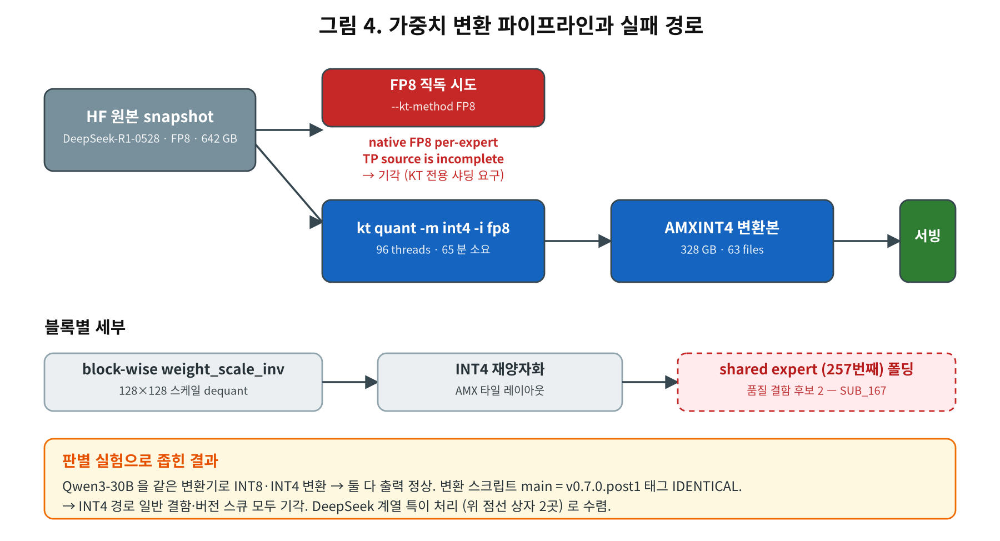 그림 4. 가중치 변환 파이프라인과 실패 경로
HF 원본 snapshot
DeepSeek-R1-0528 · FP8 · 642 GB
FP8 직독 시도
--kt-method FP8
native FP8 per-expert
TP source is incomplete
→ 기각 (KT 전용 샤딩 요구)
kt quant -m int4 -i fp8
96 threads · 65 분 소요
AMXINT4 변환본
328 GB · 63 files
서빙
블록별 세부
block-wise weight_scale_inv
128×128 스케일 dequant
INT4 재양자화
AMX 타일 레이아웃
shared expert (257번째) 폴딩
품질 결함 후보 2 — SUB_167
판별 실험으로 좁힌 결과
Qwen3-30B 을 같은 변환기로 INT8·INT4 변환 → 둘 다 출력 정상. 변환 스크립트 main = v0.7.0.post1 태그 IDENTICAL.
→ INT4 경로 일반 결함·버전 스큐 모두 기각. DeepSeek 계열 특이 처리 (위 점선 상자 2곳) 로 수렴.